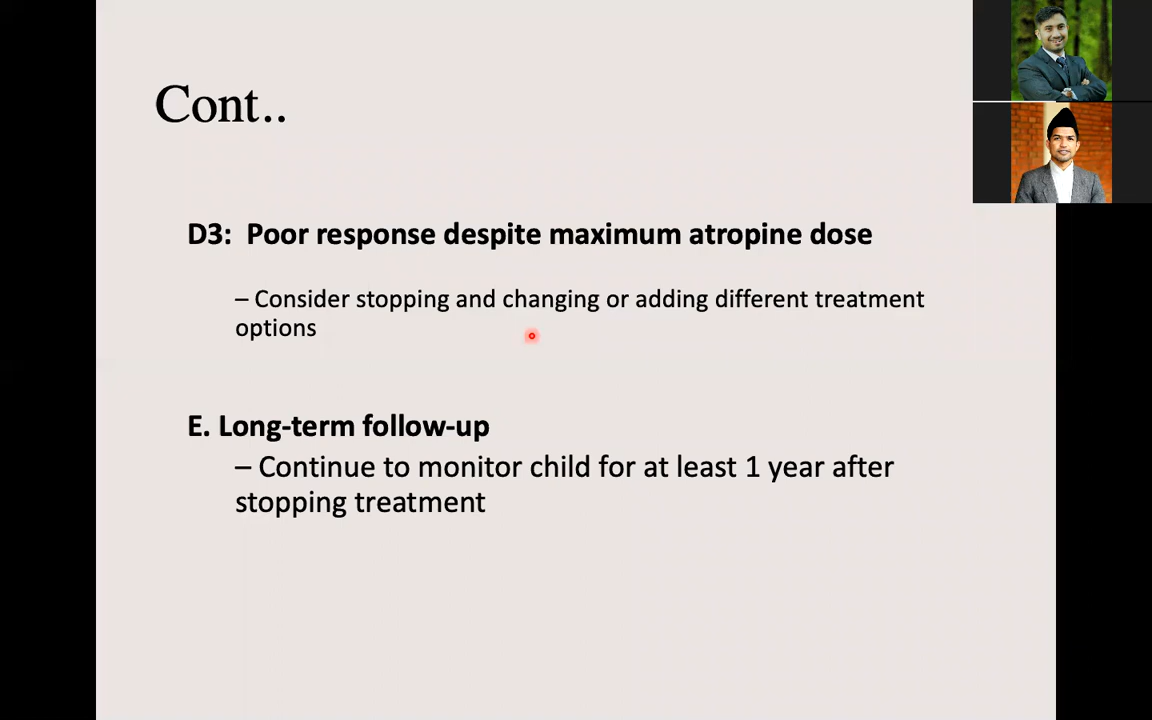 Cont..
D3:  Poor response despite maximum atropine dose
– Consider stopping and changing or adding different treatment
options
E. Long-term follow-up
– Continue to monitor child for at least 1 year after
stopping treatment